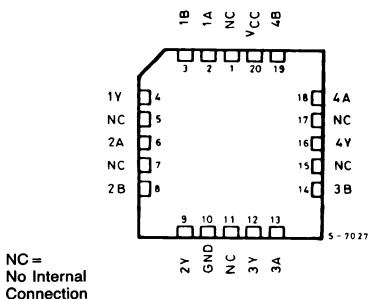 1B 1A NC VCC 4B
3 2 1 20 19
1Y 4 18 4A
NC 5 17 NC
2A 6 16 4Y
NC 7 15 NC
2B 8 14 3B
9 10 11 12 13
S-7027
2Y GND NC 3Y 3A
NC =
No Internal
Connection